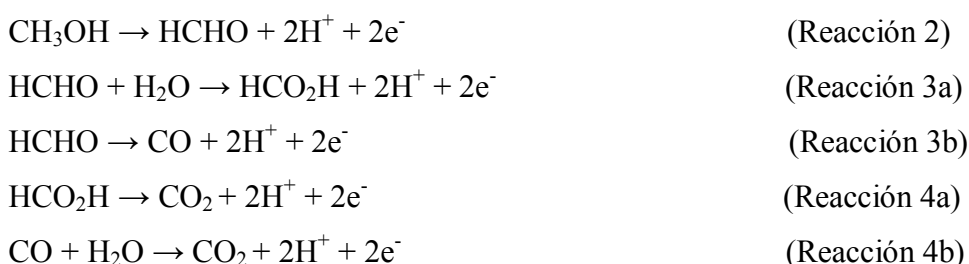 CH₃OH → HCHO + 2H⁺ + 2e⁻ (Reacción 2)
HCHO + H₂O → HCO₂H + 2H⁺ + 2e⁻ (Reacción 3a)
HCHO → CO + 2H⁺ + 2e⁻ (Reacción 3b)
HCO₂H → CO₂ + 2H⁺ + 2e⁻ (Reacción 4a)
CO + H₂O → CO₂ + 2H⁺ + 2e⁻ (Reacción 4b)